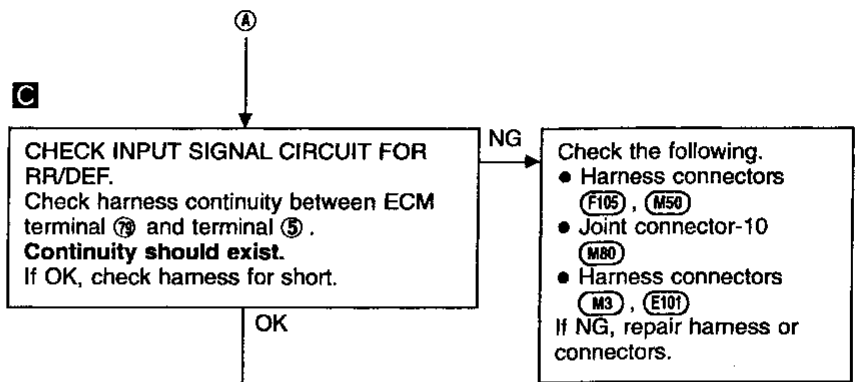 Ⓐ
C
CHECK INPUT SIGNAL CIRCUIT FOR
RR/DEF.
Check harness continuity between ECM
terminal ㊆9 and terminal ⑤ .
Continuity should exist.
If OK, check harness for short.
NG
OK
Check the following.
● Harness connectors
F105 , M50
● Joint connector-10
M80
● Harness connectors
M3 , E101
If NG, repair harness or
connectors.